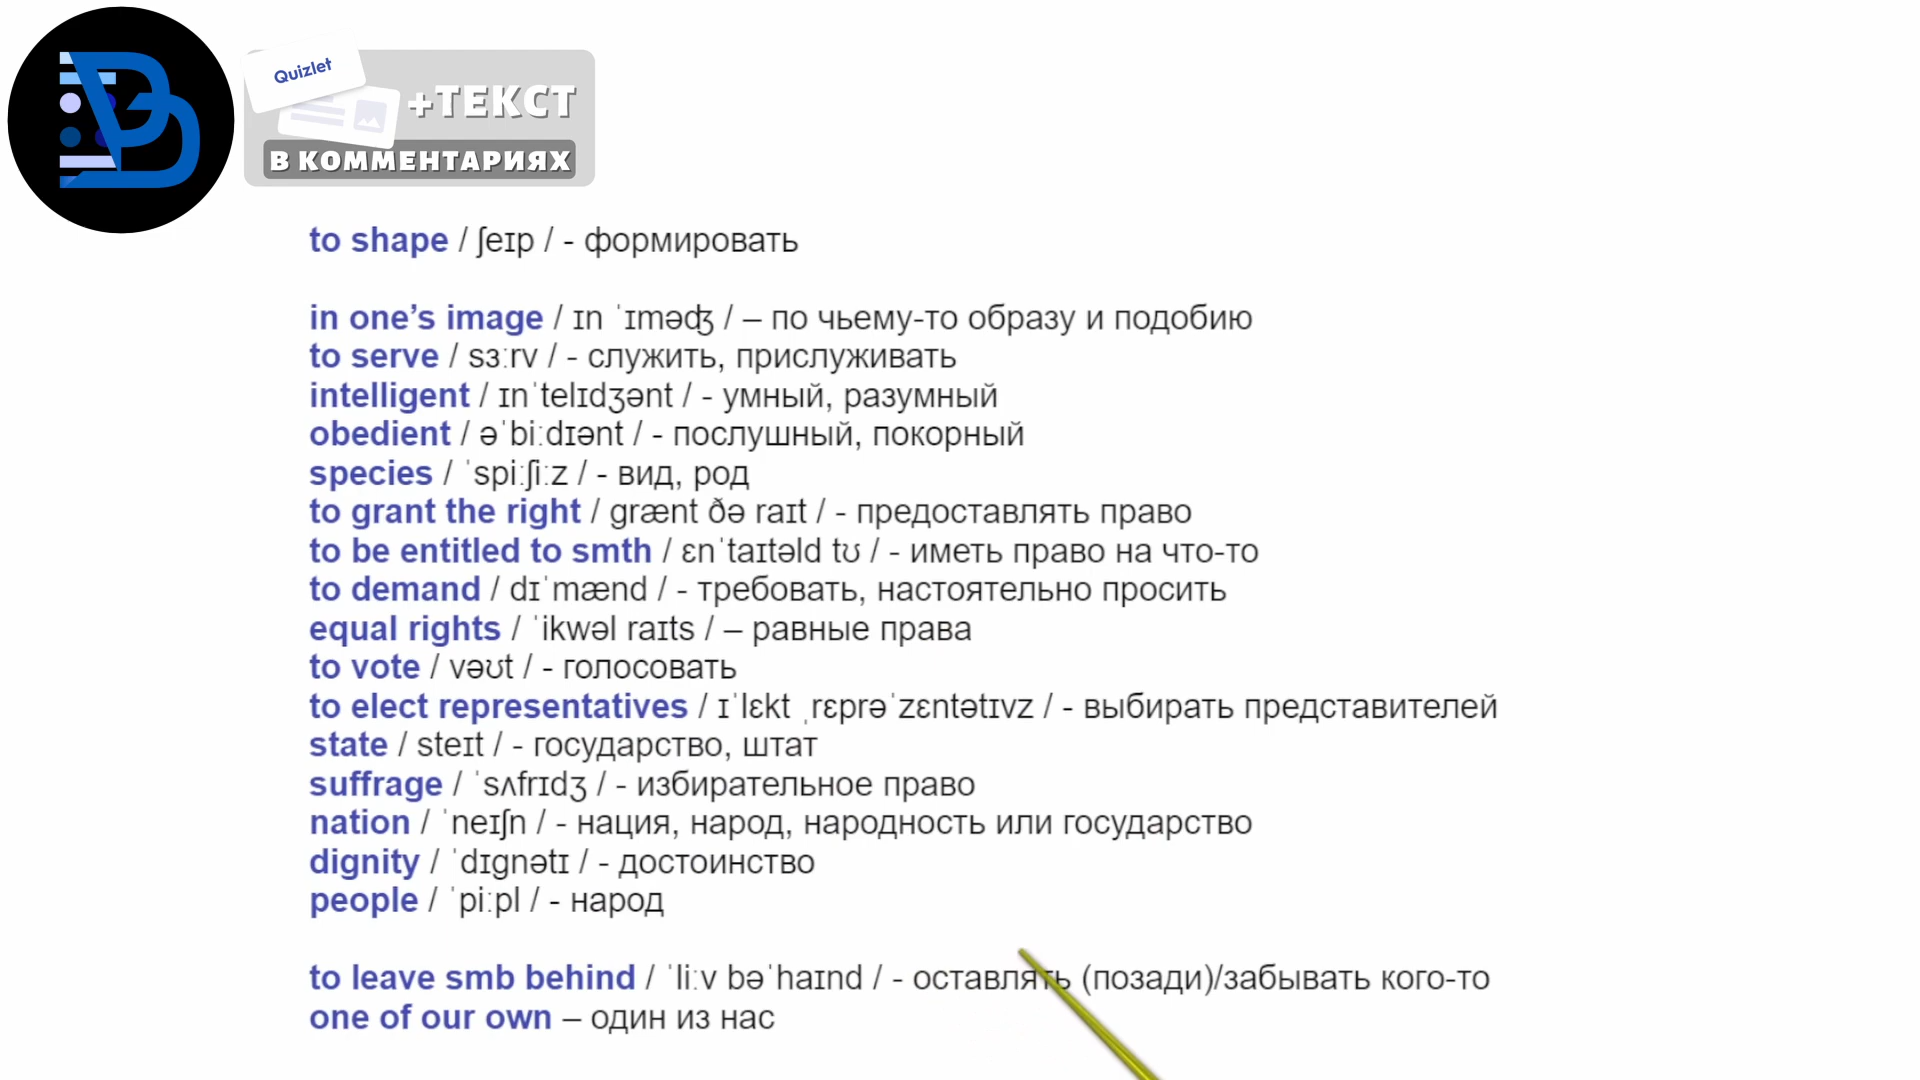 Quizlet
+ТЕКСТ
В КОММЕНТАРИЯХ
to shape / ʃeɪp / - формировать
in one’s image / ɪn ˈɪməʤ / – по чьему-то образу и подобию
to serve / sɜːrv / - служить, прислуживать
intelligent / ɪnˈtelɪdʒənt / - умный, разумный
obedient / əˈbiːdɪənt / - послушный, покорный
species / ˈspiːʃiːz / - вид, род
to grant the right / grænt ðə raɪt / - предоставлять право
to be entitled to smth / ɛnˈtaɪtəld tʊ / - иметь право на что-то
to demand / dɪˈmænd / - требовать, настоятельно просить
equal rights / ˈikwəl raɪts / – равные права
to vote / vəʊt / - голосовать
to elect representatives / ɪˈlɛkt ˌrɛprəˈzɛntətɪvz / - выбирать представителей
state / steɪt / - государство, штат
suffrage / ˈsʌfrɪdʒ / - избирательное право
nation / ˈneɪʃn / - нация, народ, народность или государство
dignity / ˈdɪgnətɪ / - достоинство
people / ˈpiːpl / - народ
to leave smb behind / ˈliːv bəˈhaɪnd / - оставлять (позади)/забывать кого-то
one of our own – один из нас